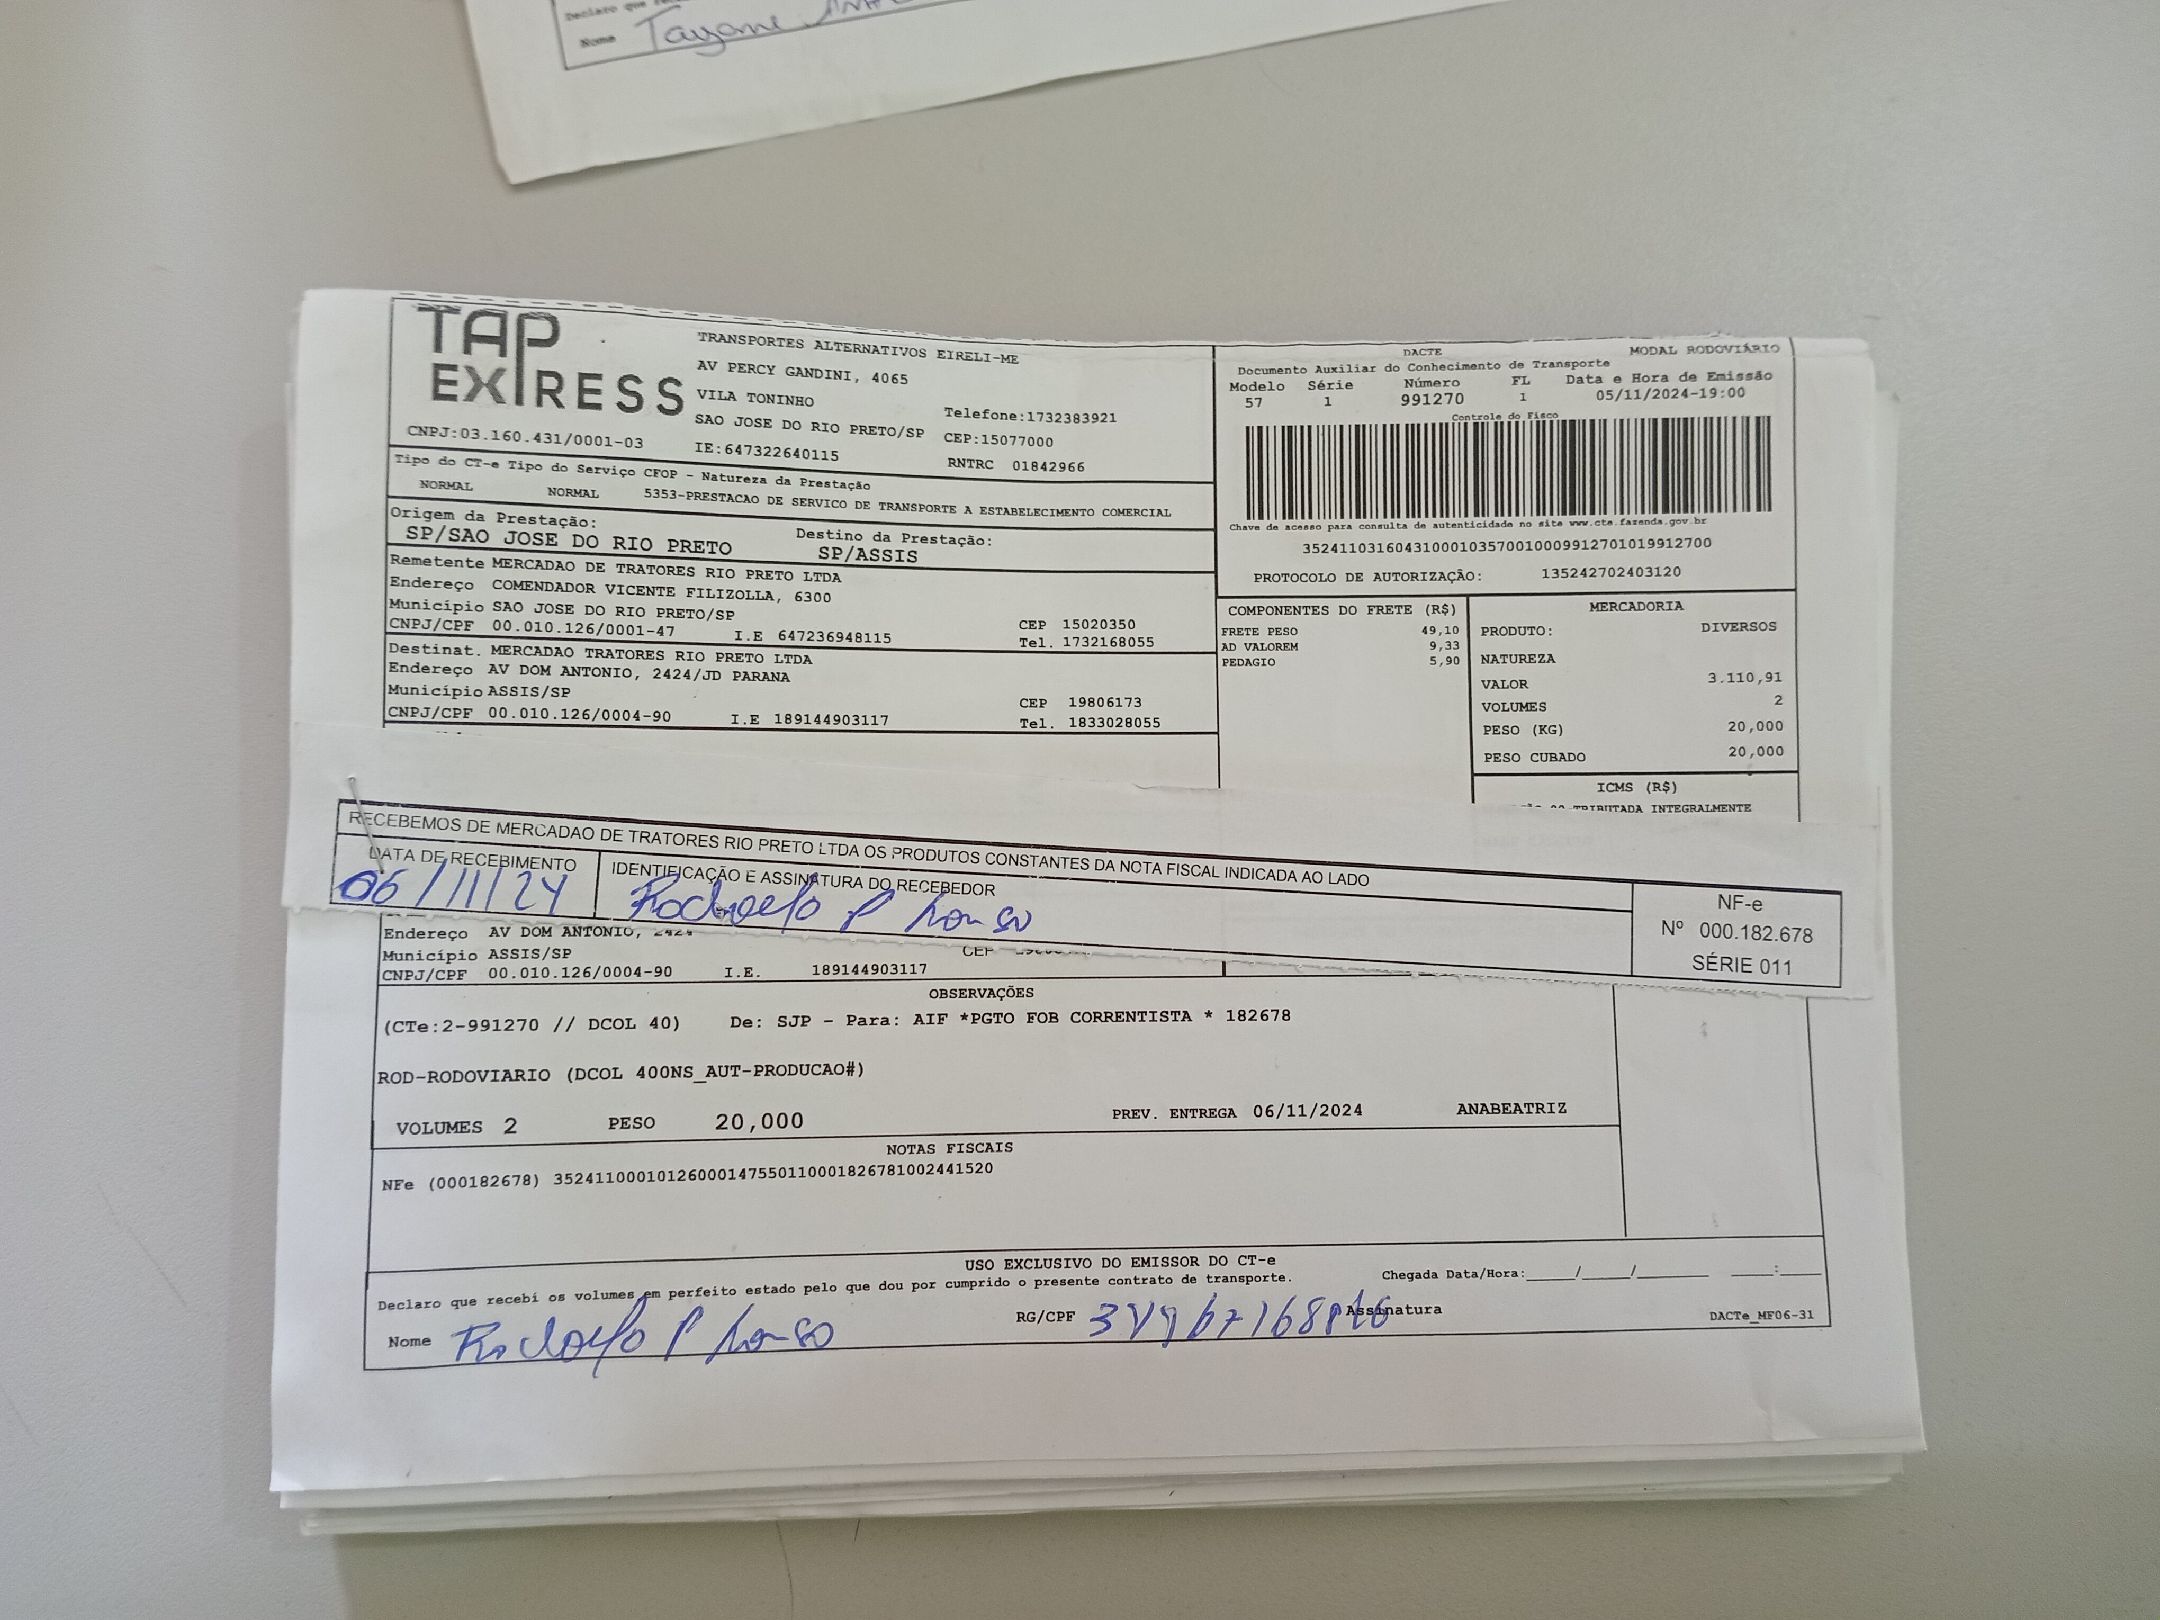 Declaro que
Nome Tayane
TAP
EXPRESS
TRANSPORTES ALTERNATIVOS EIRELI-ME
AV PERCY GANDINI, 4065
VILA TONINHO
SAO JOSE DO RIO PRETO/SP
Telefone:1732383921
CEP:15077000
CNPJ:03.160.431/0001-03
IE:647322640115
RNTRC 01842966
DACTE
MODAL RODOVIÁRIO
Documento Auxiliar do Conhecimento de Transporte
Modelo Série Número FL Data e Hora de Emissão
57 1 991270 1 05/11/2024-19:00
Controle do Fisco
Chave de acesso para consulta de autenticidade no site www.cte.fazenda.gov.br
35241103160431000103570010009912701019912700
PROTOCOLO DE AUTORIZAÇÃO: 135242702403120
Tipo do CT-e Tipo do Serviço CFOP - Natureza da Prestação
NORMAL NORMAL 5353-PRESTACAO DE SERVICO DE TRANSPORTE A ESTABELECIMENTO COMERCIAL
Origem da Prestação:
SP/SAO JOSE DO RIO PRETO
Destino da Prestação:
SP/ASSIS
Remetente MERCADAO DE TRATORES RIO PRETO LTDA
Endereço COMENDADOR VICENTE FILIZOLLA, 6300
Município SAO JOSE DO RIO PRETO/SP
CEP 15020350
CNPJ/CPF 00.010.126/0001-47 I.E 647236948115
Tel. 1732168055
Destinat. MERCADAO TRATORES RIO PRETO LTDA
Endereço AV DOM ANTONIO, 2424/JD PARANA
Município ASSIS/SP
CEP 19806173
CNPJ/CPF 00.010.126/0004-90 I.E 189144903117
Tel. 1833028055
COMPONENTES DO FRETE (R$)
FRETE PESO 49,10
AD VALOREM 9,33
PEDAGIO 5,90
MERCADORIA
PRODUTO: DIVERSOS
NATUREZA
VALOR 3.110,91
VOLUMES 2
PESO (KG) 20,000
PESO CUBADO 20,000
ICMS (R$)
TRIBUTADA INTEGRALMENTE
RECEBEMOS DE MERCADAO DE TRATORES RIO PRETO LTDA OS PRODUTOS CONSTANTES DA NOTA FISCAL INDICADA AO LADO
DATA DE RECEBIMENTO
06/11/24
IDENTIFICAÇÃO E ASSINATURA DO RECEBEDOR
NF-e
Nº 000.182.678
SÉRIE 011
Endereço AV DOM ANTONIO, 2424
Município ASSIS/SP
CEP
CNPJ/CPF 00.010.126/0004-90 I.E. 189144903117
OBSERVAÇÕES
(CTe:2-991270 // DCOL 40) De: SJP - Para: AIF *PGTO FOB CORRENTISTA * 182678
ROD-RODOVIARIO (DCOL 400NS_AUT-PRODUCAO#)
VOLUMES 2 PESO 20,000 PREV. ENTREGA 06/11/2024 ANABEATRIZ
NOTAS FISCAIS
NFe (000182678) 35241100010126000147550110001826781002441520
USO EXCLUSIVO DO EMISSOR DO CT-e
Declaro que recebi os volumes em perfeito estado pelo que dou por cumprido o presente contrato de transporte.
Chegada Data/Hora:_____/_____/_______ ____:____
Nome
RG/CPF
Assinatura
DACTe_MF06-31